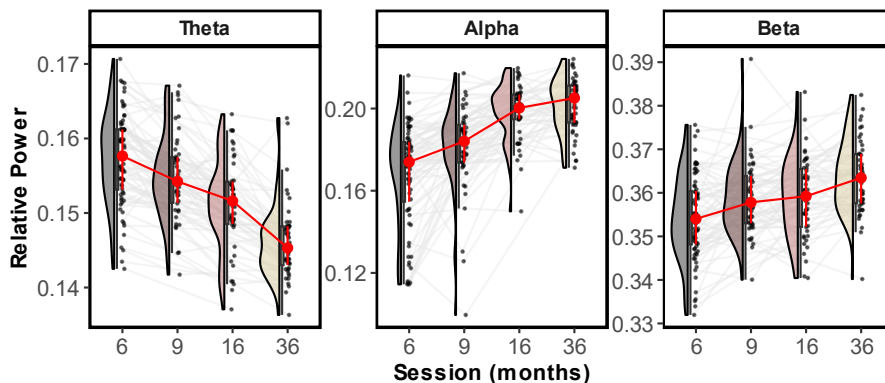 Theta
Alpha
Beta
Relative Power
0.17
0.16
0.15
0.14
0.20
0.16
0.12
0.39
0.38
0.37
0.36
0.35
0.34
0.33
6 9 16 36
6 9 16 36
6 9 16 36
Session (months)